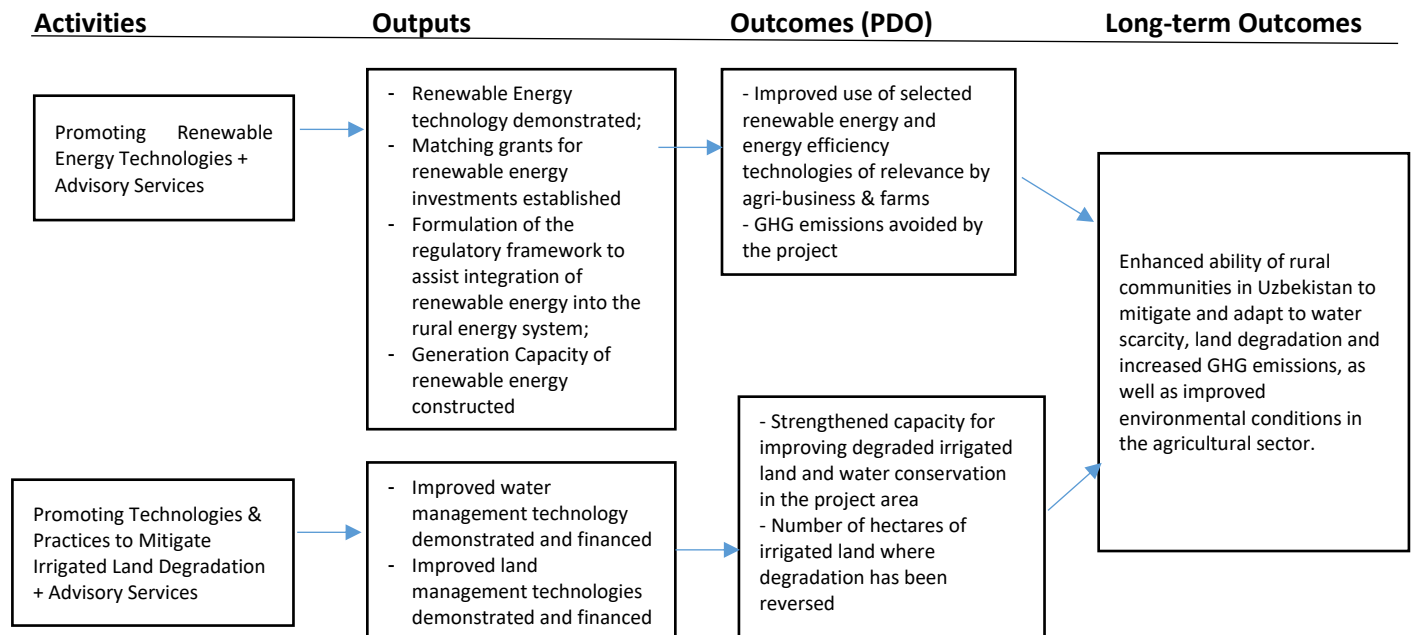 Activities
Outputs
Outcomes (PDO)
Long-term Outcomes
Promoting Renewable
Energy Technologies +
Advisory Services
- Renewable Energy
technology demonstrated;
- Matching grants for
renewable energy
investments established
- Formulation of the
regulatory framework to
assist integration of
renewable energy into the
rural energy system;
- Generation Capacity of
renewable energy
constructed
- Improved use of selected
renewable energy and
energy efficiency
technologies of relevance by
agri-business & farms
- GHG emissions avoided by
the project
Enhanced ability of rural
communities in Uzbekistan to
mitigate and adapt to water
scarcity, land degradation and
increased GHG emissions, as
well as improved
environmental conditions in
the agricultural sector.
Promoting Technologies &
Practices to Mitigate
Irrigated Land Degradation
+ Advisory Services
- Improved water
management technology
demonstrated and financed
- Improved land
management technologies
demonstrated and financed
- Strengthened capacity for
improving degraded irrigated
land and water conservation
in the project area
- Number of hectares of
irrigated land where
degradation has been
reversed